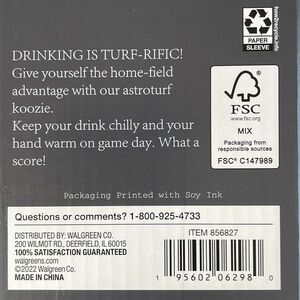 how2recycle.info
PAPER
SLEEVE
DRINKING IS TURF-RIFIC!
Give yourself the home-field
advantage with our astroturf
koozie.
Keep your drink chilly and your
hand warm on game day. What a
score!
FSC
www.fsc.org
MIX
Packaging from
responsible sources
FSC® C147989
Packaging Printed with Soy Ink
Questions or comments? 1-800-925-4733
DISTRIBUTED BY: WALGREEN CO.
200 WILMOT RD., DEERFIELD, IL 60015
100% SATISFACTION GUARANTEED
walgreens.com
©2022 Walgreen Co.
ITEM 856827
1 95602 06298 0